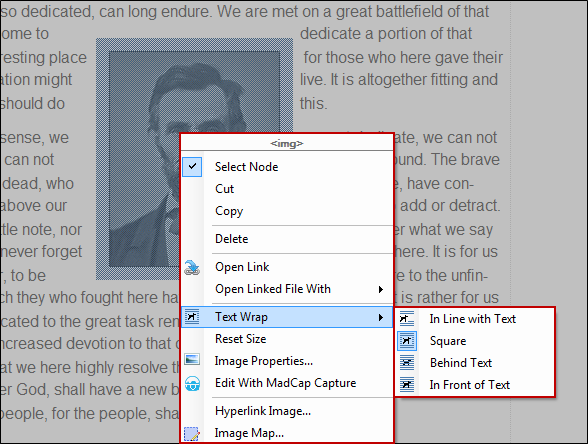 so dedicated, can long endure. We are met on a great battlefield of that
ome to dedicate a portion of that
resting place for those who here gave their
ation might live. It is altogether fitting and
should do this.
sense, we ate, we can not
can not und. The brave
dead, who e, have con-
above our add or detract.
ttle note, nor er what we say
never forget here. It is for us
r, to be re to the unfin-
ch they who fought here ha t is rather for us
cated to the great task rem
ncreased devotion to that c
at we here highly resolve th
er God, shall have a new b
people, for the people, sha
<img>
Select Node
Cut
Copy
Delete
Open Link
Open Linked File With
Text Wrap
Reset Size
Image Properties...
Edit With MadCap Capture
Hyperlink Image...
Image Map...
In Line with Text
Square
Behind Text
In Front of Text